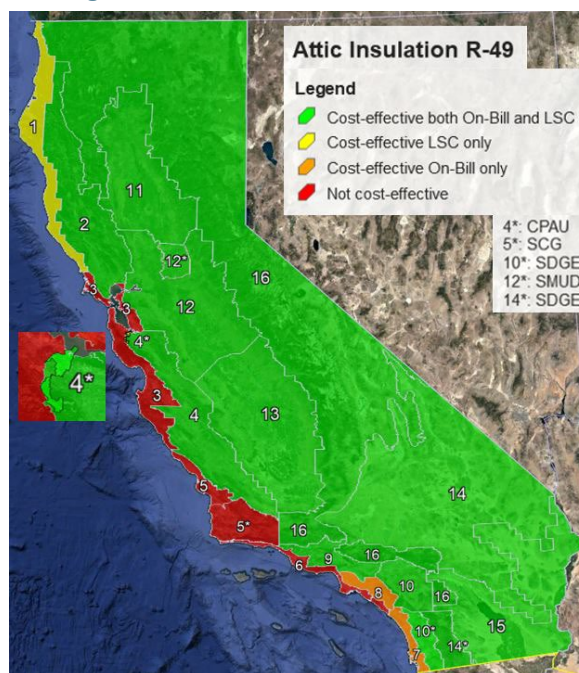 Attic Insulation R-49
Legend
Cost-effective both On-Bill and LSC
Cost-effective LSC only
Cost-effective On-Bill only
Not cost-effective
4*: CPAU
5*: SCG
10*: SDGE
12*: SMUD
14*: SDGE
1
11
2
16
12*
3
3
12
4*
4*
13
3
4
14
5
5*
16
16
9
6
10
16
8
15
10*
14*
7